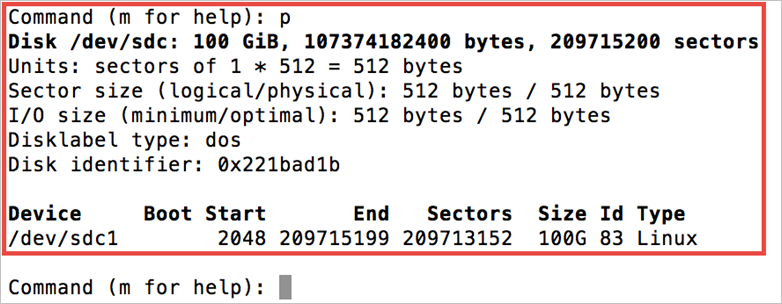 Command (m for help): p
Disk /dev/sdc: 100 GiB, 107374182400 bytes, 209715200 sectors
Units: sectors of 1 * 512 = 512 bytes
Sector size (logical/physical): 512 bytes / 512 bytes
I/O size (minimum/optimal): 512 bytes / 512 bytes
Disklabel type: dos
Disk identifier: 0x221bad1b
Device     Boot Start       End   Sectors  Size Id Type
/dev/sdc1        2048 209715199 209713152  100G 83 Linux
Command (m for help):